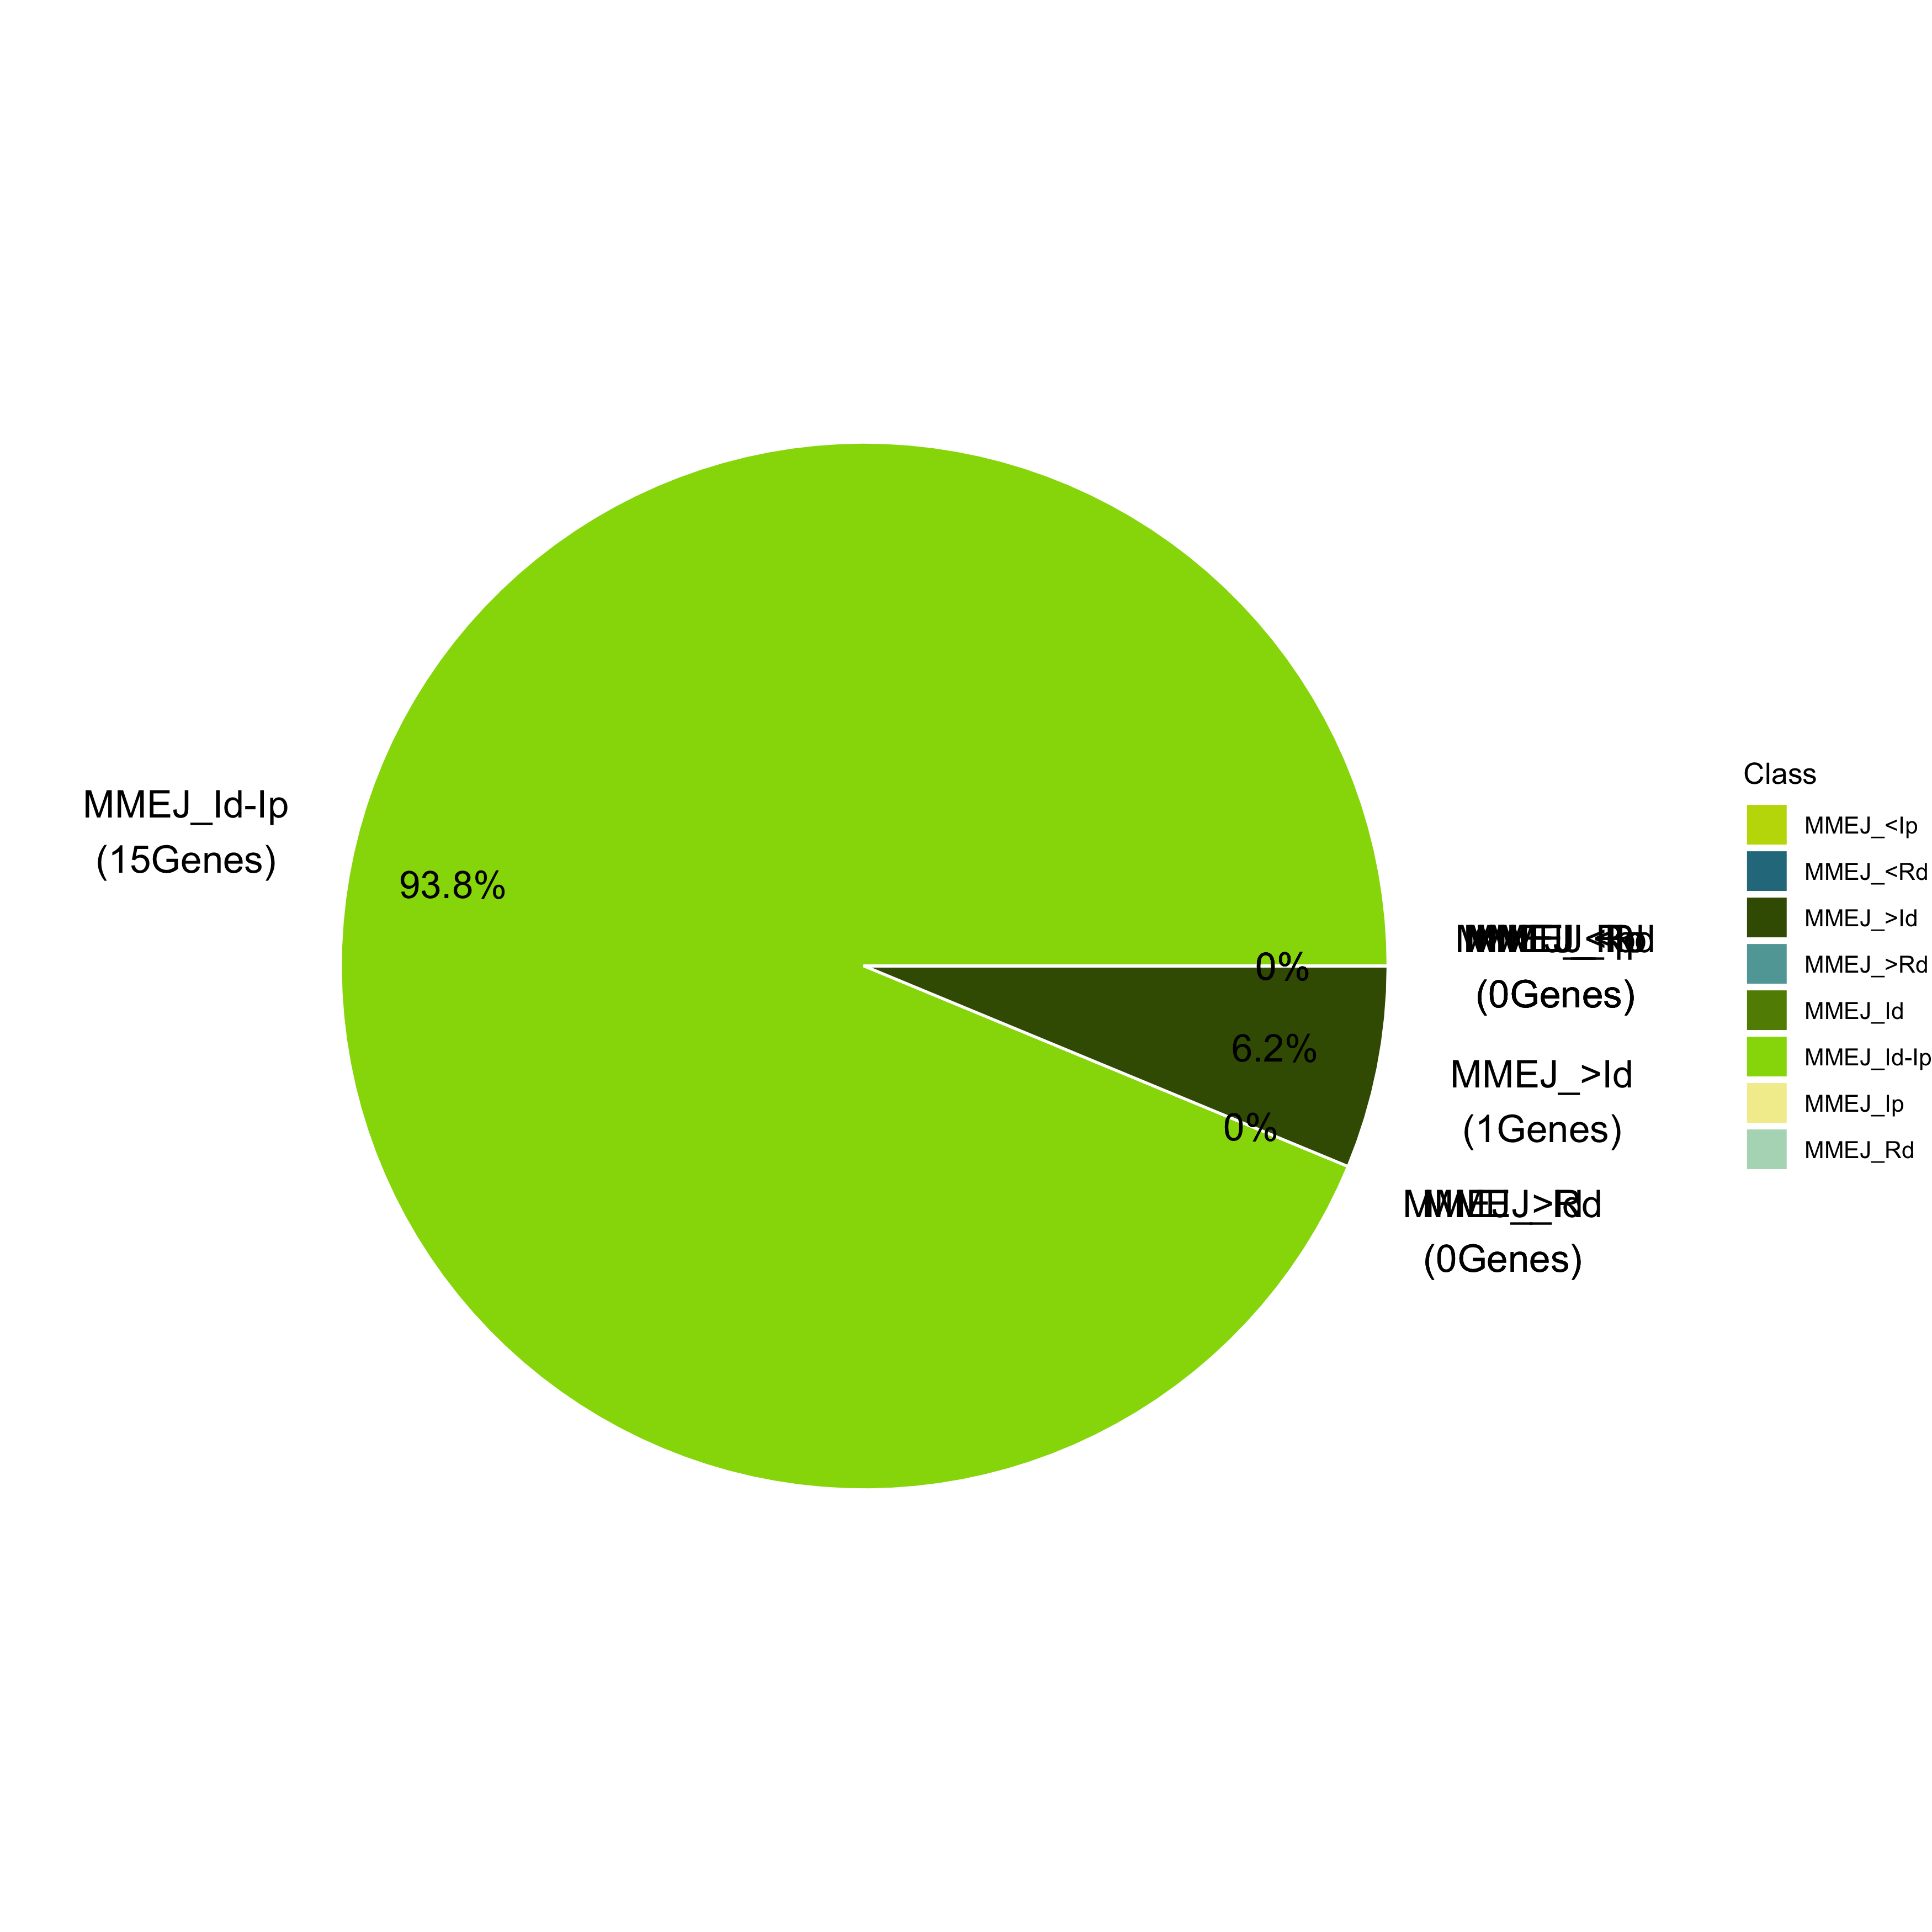 MMEJ_Id-Ip
(15Genes)
93.8%
0%
(0Genes)
6.2%
MMEJ_>Id
(1Genes)
0%
(0Genes)
Class
MMEJ_<Ip
MMEJ_<Rd
MMEJ_>Id
MMEJ_>Rd
MMEJ_Id
MMEJ_Id-Ip
MMEJ_Ip
MMEJ_Rd